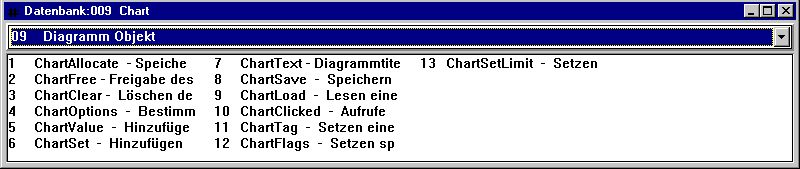 Datenbank:009 Chart
09 Diagramm Objekt
1 ChartAllocate - Speiche 7 ChartText - Diagrammtite 13 ChartSetLimit - Setzen
2 ChartFree - Freigabe des 8 ChartSave - Speichern
3 ChartClear - Löschen de 9 ChartLoad - Lesen eine
4 ChartOptions - Bestimm 10 ChartClicked - Aufrufe
5 ChartValue - Hinzufüge 11 ChartTag - Setzen eine
6 ChartSet - Hinzufügen 12 ChartFlags - Setzen sp